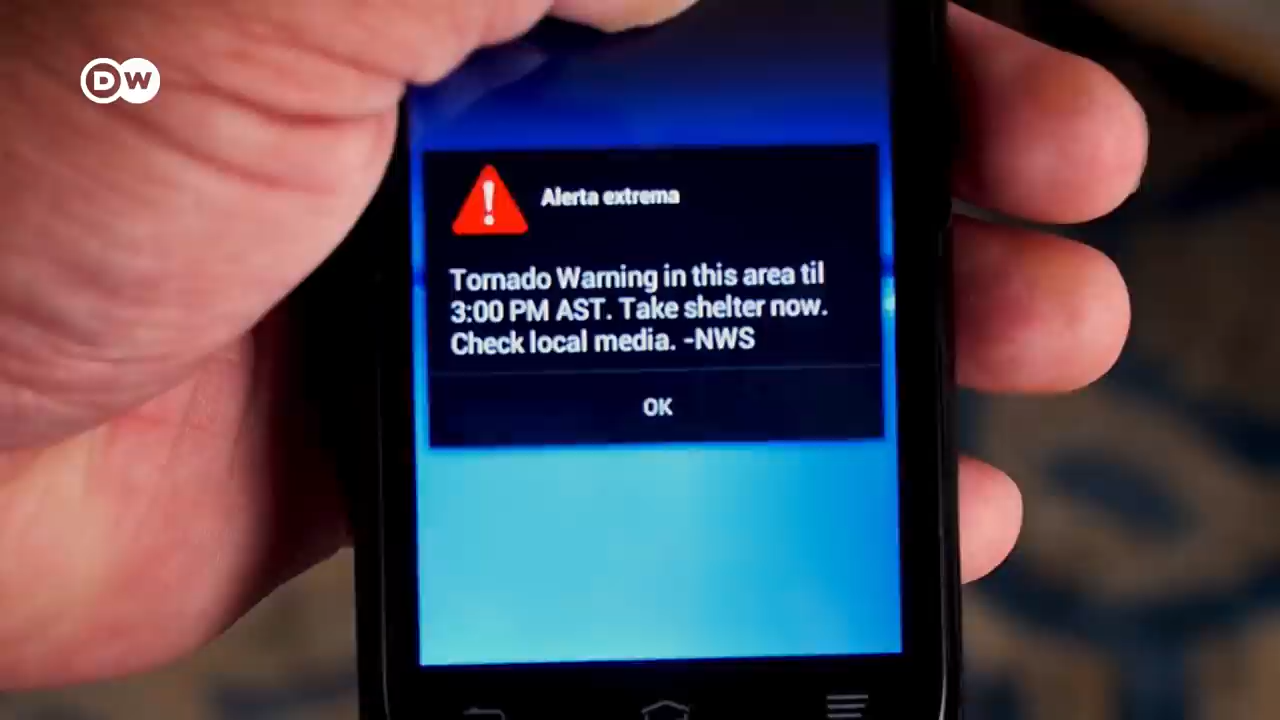 DW
Alerta extrema
Tornado Warning in this area til
3:00 PM AST. Take shelter now.
Check local media. -NWS
OK